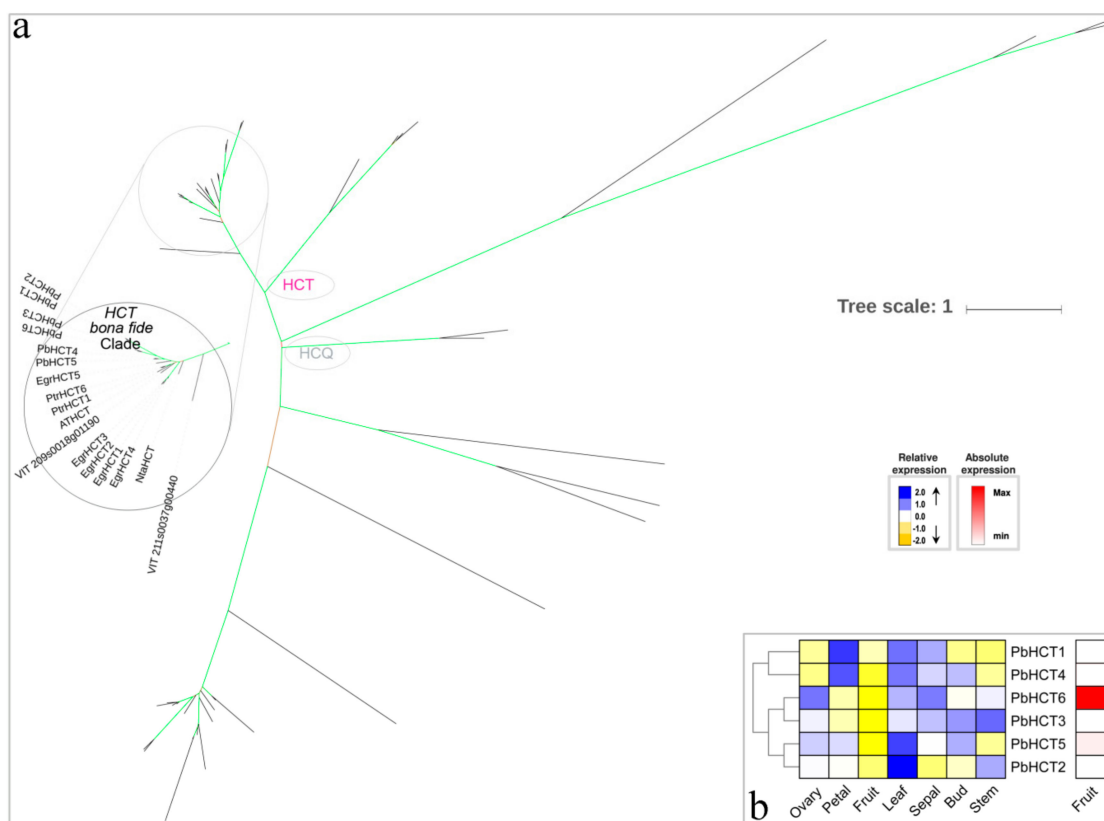 a
HCT
Tree scale: 1
HCQ
PbHCT2
PbHCT1
PbHCT3
PbHCT6
HCT
bona fide
Clade
PbHCT4
PbHCT5
EgrHCT5
PtrHCT6
PtrHCT1
ATHCT
VIT 209s0018g01190
EgrHCT3
EgrHCT2
EgrHCT1
EgrHCT4
NtaHCT
VIT 211s0037g00440
Relative
expression
2.0
1.0
0.0
-1.0
-2.0
Absolute
expression
Max
min
PbHCT1
PbHCT4
PbHCT6
PbHCT3
PbHCT5
PbHCT2
b
Ovary
Petal
Fruit
Leaf
Sepal
Bud
Stem
Fruit